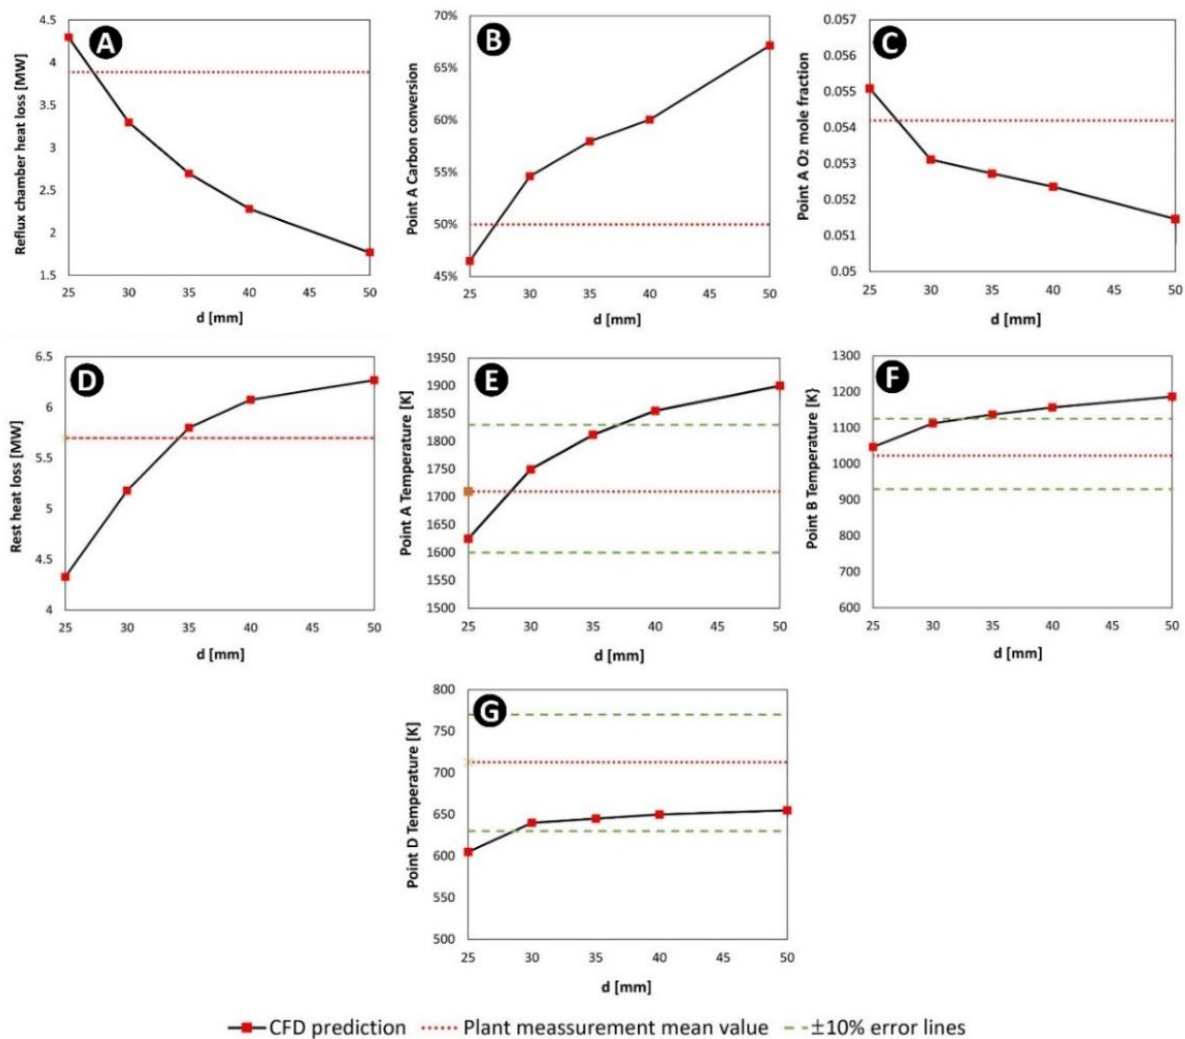 A
Reflux chamber heat loss [MW]
4.5
4
3.5
3
2.5
2
1.5
25 30 35 40 45 50
d [mm]
B
Point A Carbon conversion
70%
65%
60%
55%
50%
45%
25 30 35 40 45 50
d [mm]
C
Point A O2 mole fraction
0.057
0.056
0.055
0.054
0.053
0.052
0.051
0.05
25 30 35 40 45 50
d [mm]
D
Rest heat loss [MW]
6.5
6
5.5
5
4.5
4
25 30 35 40 45 50
d [mm]
E
Point A Temperature [K]
1950
1900
1850
1800
1750
1700
1650
1600
1550
1500
25 30 35 40 45 50
d [mm]
F
Point B Temperature [K}
1300
1200
1100
1000
900
800
700
600
25 30 35 40 45 50
d [mm]
G
Point D Temperature [K]
800
750
700
650
600
550
500
25 30 35 40 45 50
d [mm]
CFD prediction Plant meassurement mean value ±10% error lines